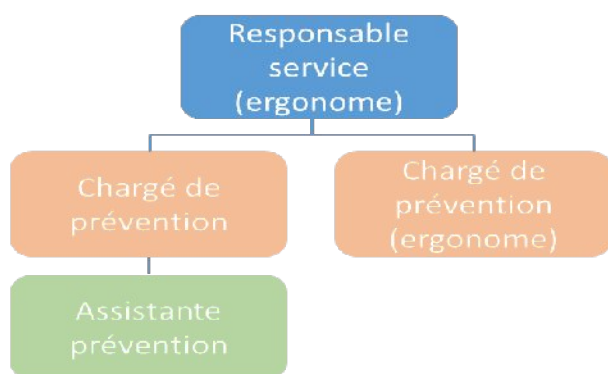 Responsable
service
(ergonome)
Chargé de
prévention
Chargé de
prévention
(ergonome)
Assistante
prévention